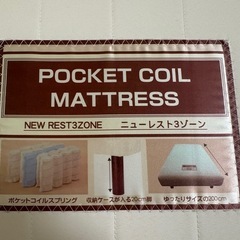 POCKET COIL
MATTRESS
NEW REST3ZONE ニューレスト3ゾーン
ポケットコイルスプリング 収納ケースが入る20cm脚 ゆったりサイズの200cm